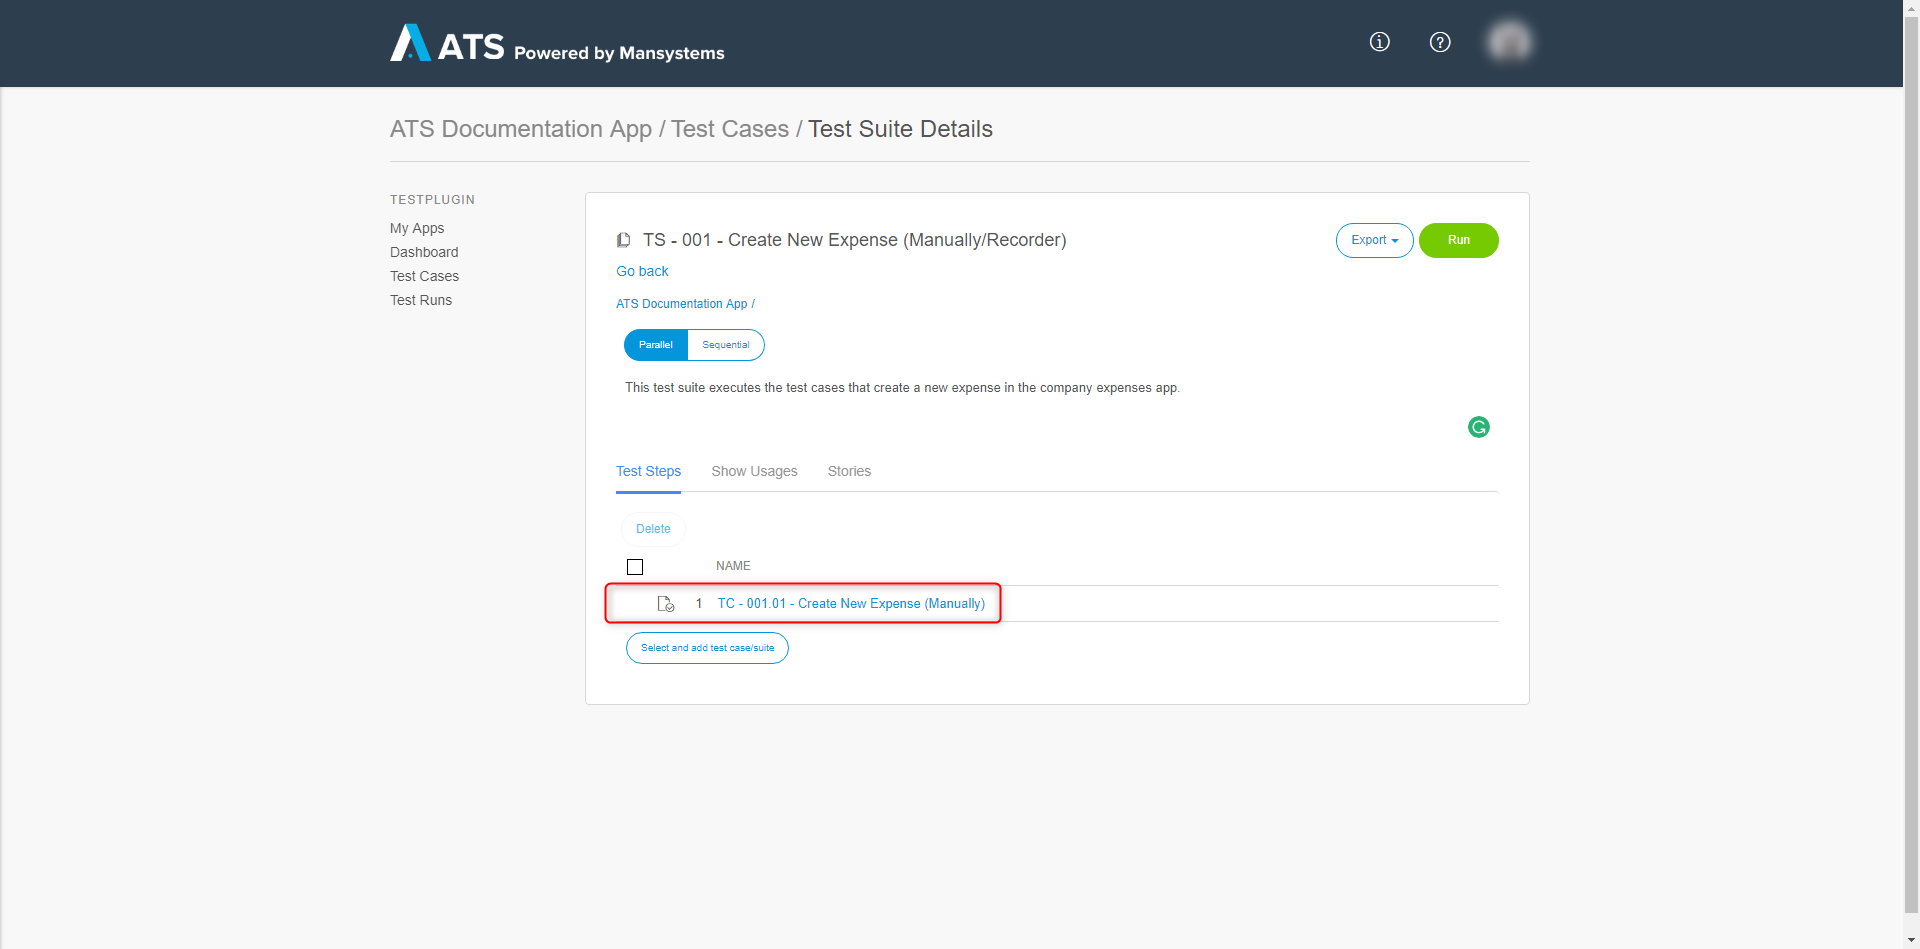 ATS Powered by Mansystems
ATS Documentation App / Test Cases / Test Suite Details
TESTPLUGIN
My Apps
Dashboard
Test Cases
Test Runs
TS - 001 - Create New Expense (Manually/Recorder)
Export
Run
Go back
ATS Documentation App /
Parallel
Sequential
This test suite executes the test cases that create a new expense in the company expenses app.
Test Steps
Show Usages
Stories
Delete
NAME
1 TC - 001.01 - Create New Expense (Manually)
Select and add test case/suite